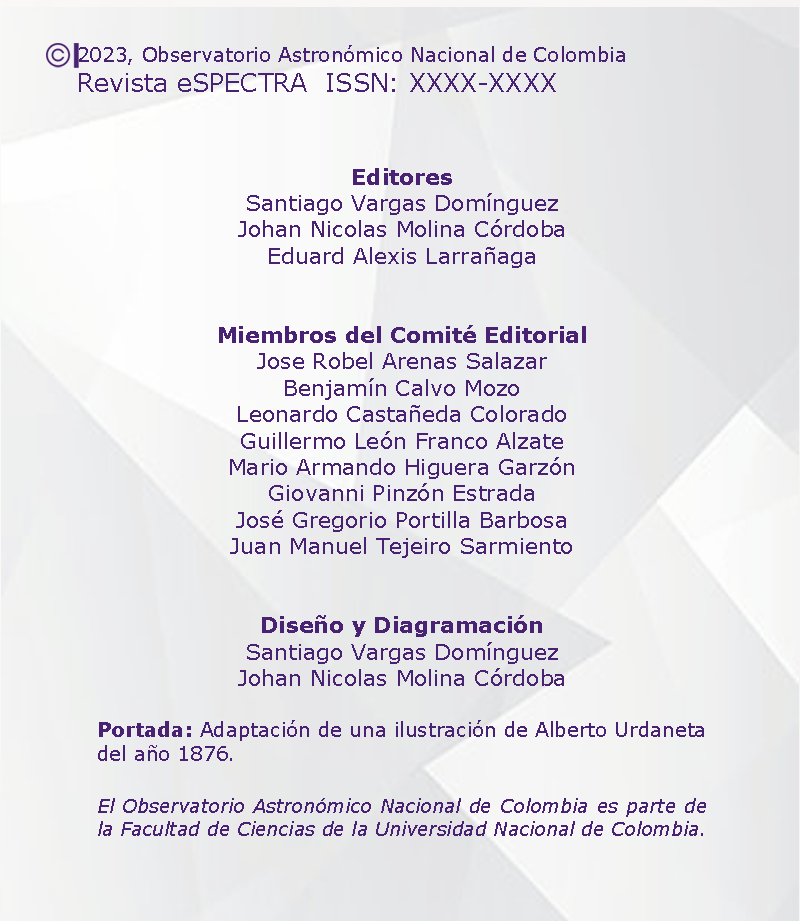 © 2023, Observatorio Astronómico Nacional de Colombia
Revista eSPECTRA ISSN: XXXX-XXXX
Editores
Santiago Vargas Domínguez
Johan Nicolas Molina Córdoba
Eduard Alexis Larrañaga
Miembros del Comité Editorial
Jose Robel Arenas Salazar
Benjamín Calvo Mozo
Leonardo Castañeda Colorado
Guillermo León Franco Alzate
Mario Armando Higuera Garzón
Giovanni Pinzón Estrada
José Gregorio Portilla Barbosa
Juan Manuel Tejeiro Sarmiento
Diseño y Diagramación
Santiago Vargas Domínguez
Johan Nicolas Molina Córdoba
Portada: Adaptación de una ilustración de Alberto Urdaneta
del año 1876.
El Observatorio Astronómico Nacional de Colombia es parte de
la Facultad de Ciencias de la Universidad Nacional de Colombia.